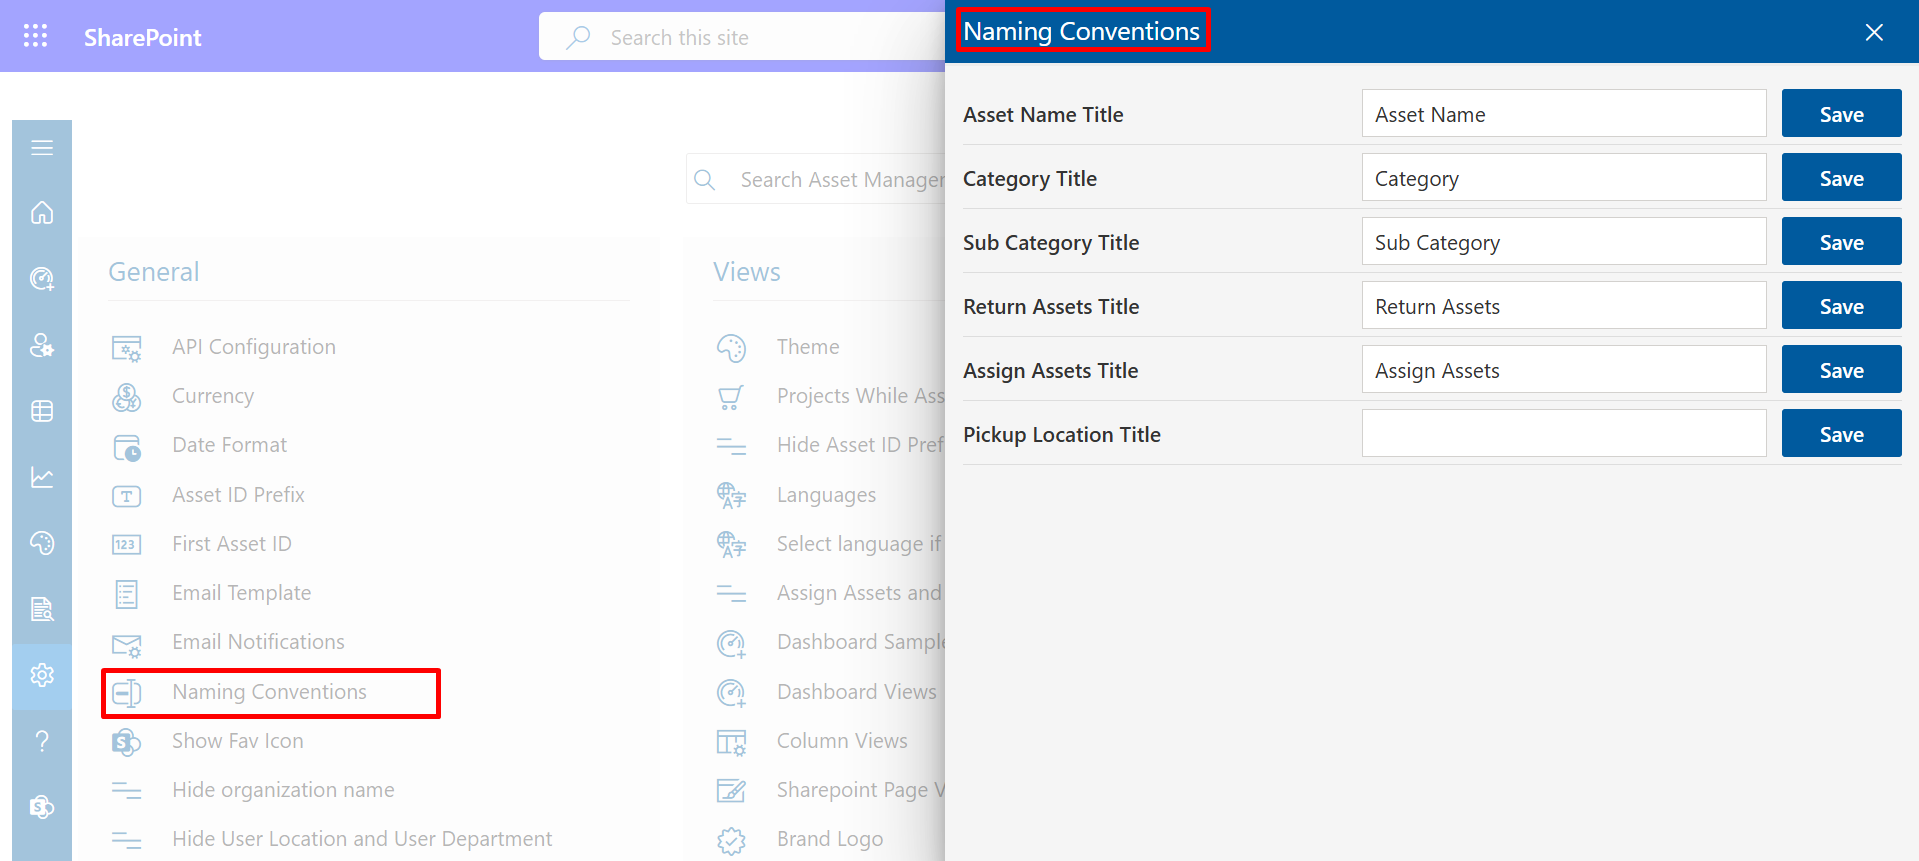 SharePoint
Search this site
Search Asset Manager
General
API Configuration
Currency
Date Format
Asset ID Prefix
First Asset ID
Email Template
Email Notifications
Naming Conventions
Show Fav Icon
Hide organization name
Hide User Location and User Department
Views
Theme
Projects While Ass
Hide Asset ID Pref
Languages
Select language if
Assign Assets and
Dashboard Sample
Dashboard Views
Column Views
Sharepoint Page V
Brand Logo
Naming Conventions
Asset Name Title Asset Name Save
Category Title Category Save
Sub Category Title Sub Category Save
Return Assets Title Return Assets Save
Assign Assets Title Assign Assets Save
Pickup Location Title Save